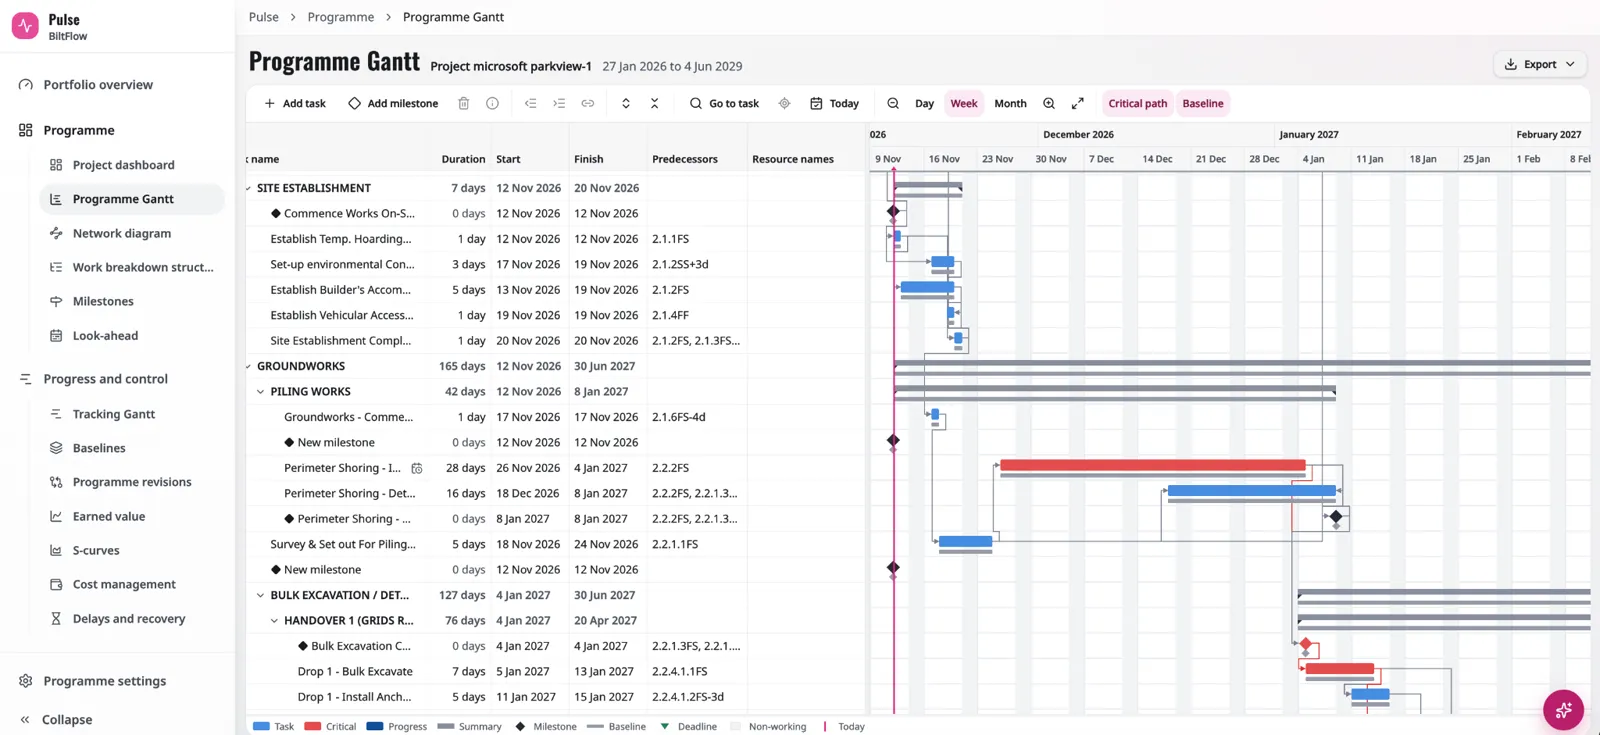 Pulse
BiltFlow
Portfolio overview
Programme
Project dashboard
Programme Gantt
Network diagram
Work breakdown struct...
Milestones
Look-ahead
Progress and control
Tracking Gantt
Baselines
Programme revisions
Earned value
S-curves
Cost management
Delays and recovery
Programme settings
Collapse
Pulse > Programme > Programme Gantt
Programme Gantt Project microsoft parkview-1 27 Jan 2026 to 4 Jun 2029
Export
Add task Add milestone Go to task Today Day Week Month Critical path Baseline
026 December 2026 January 2027 February 2027
name Duration Start Finish Predecessors Resource names 9 Nov 16 Nov 23 Nov 30 Nov 7 Dec 14 Dec 21 Dec 28 Dec 4 Jan 11 Jan 18 Jan 25 Jan 1 Feb 8 Feb
SITE ESTABLISHMENT 7 days 12 Nov 2026 20 Nov 2026
Commence Works On-S... 0 days 12 Nov 2026 12 Nov 2026
Establish Temp. Hoarding... 1 day 12 Nov 2026 12 Nov 2026 2.1.1FS
Set-up environmental Con... 3 days 17 Nov 2026 19 Nov 2026 2.1.2SS+3d
Establish Builder's Accom... 5 days 13 Nov 2026 19 Nov 2026 2.1.2FS
Establish Vehicular Access... 1 day 19 Nov 2026 19 Nov 2026 2.1.4FF
Site Establishment Compl... 1 day 20 Nov 2026 20 Nov 2026 2.1.2FS, 2.1.3FS...
GROUNDWORKS 165 days 12 Nov 2026 30 Jun 2027
PILING WORKS 42 days 12 Nov 2026 8 Jan 2027
Groundworks - Comme... 1 day 17 Nov 2026 17 Nov 2026 2.1.6FS-4d
New milestone 0 days 12 Nov 2026 12 Nov 2026
Perimeter Shoring - I... 28 days 26 Nov 2026 4 Jan 2027 2.2.2FS
Perimeter Shoring - Det... 16 days 18 Dec 2026 8 Jan 2027 2.2.2FS, 2.2.1.3...
Perimeter Shoring - ... 0 days 8 Jan 2027 8 Jan 2027 2.2.2FS, 2.2.1.3...
Survey & Set out For Piling... 5 days 18 Nov 2026 24 Nov 2026 2.2.1.1FS
New milestone 0 days 12 Nov 2026 12 Nov 2026
BULK EXCAVATION / DET... 127 days 4 Jan 2027 30 Jun 2027
HANDOVER 1 (GRIDS R... 76 days 4 Jan 2027 20 Apr 2027
Bulk Excavation C... 0 days 4 Jan 2027 4 Jan 2027 2.2.1.3FS, 2.2.1....
Drop 1 - Bulk Excavate 7 days 5 Jan 2027 13 Jan 2027 2.2.4.1.1FS
Drop 1 - Install Anch... 5 days 11 Jan 2027 15 Jan 2027 2.2.4.1.2FS-3d
Task Critical Progress Summary Milestone Baseline Deadline Non-working Today